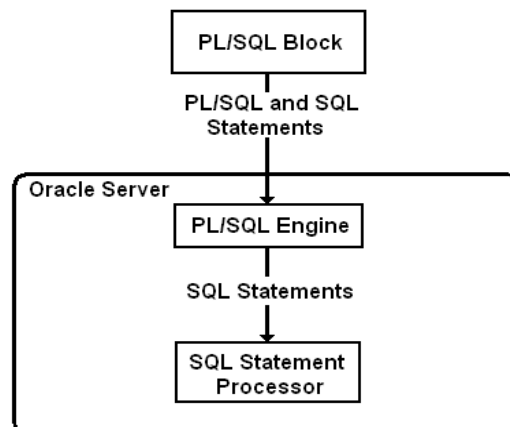 PL/SQL Block
PL/SQL and SQL
Statements
Oracle Server
PL/SQL Engine
SQL Statements
SQL Statement
Processor